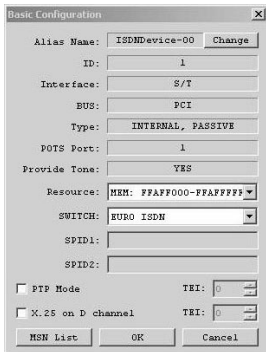 Basic Configuration
Alias Name: ISDNDevice-00 Change
ID: 1
Interface: S/T
BUS: PCI
Type: INTERNAL, PASSIVE
POTS Port: 1
Provide Tone: YES
Resource: MEM: FFAFF000-FFAFFFFF
SWITCH: EURO ISDN
SPID1:
SPID2:
PTP Mode TEI: 0
X.25 on D channel TEI: 0
MSN List OK Cancel